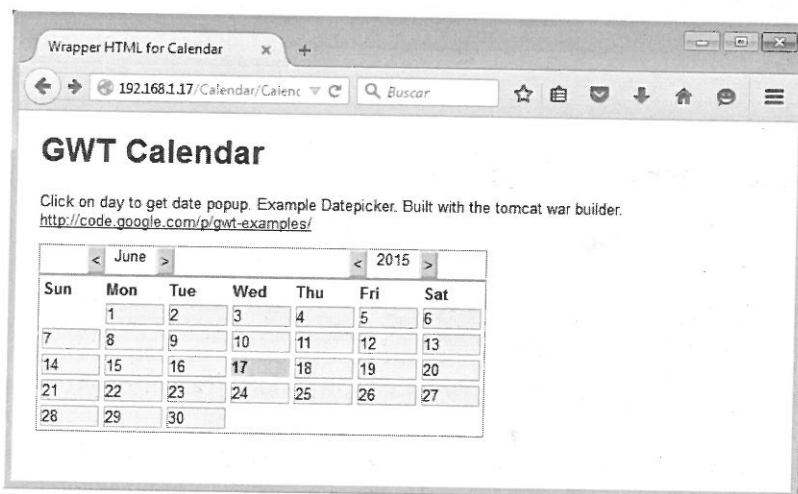 Wrapper HTML for Calendar
192.168.1.17/Calendar/Calenc
Buscar
GWT Calendar
Click on day to get date popup. Example Datepicker. Built with the tomcat war builder.
http://code.google.com/p/gwt-examples/
< June > < 2015 >
Sun Mon Tue Wed Thu Fri Sat
1 2 3 4 5 6
7 8 9 10 11 12 13
14 15 16 17 18 19 20
21 22 23 24 25 26 27
28 29 30